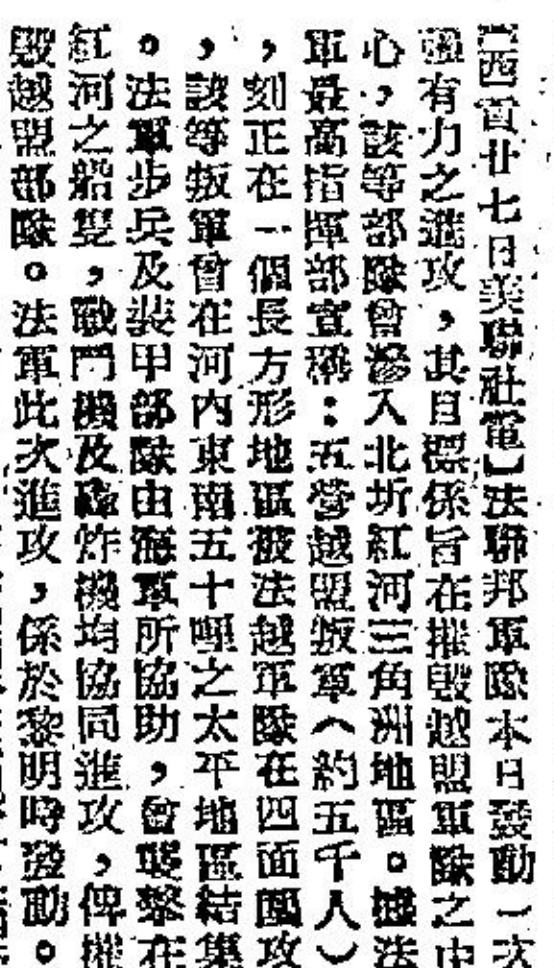 【西貢廿七日美聯社電】法聯邦軍隊本日發動一次
強有力之進攻，其目標係旨在摧毀越盟軍隊之中
心，該等部隊曾滲入北圻紅河三角洲地區。據法
軍最高指揮部宣稱：五營越盟叛軍（約五千人）
，刻正在一個長方形地區被法越軍隊在四面圍攻
，該等叛軍曾在河內東南五十哩之太平地區結集
。法軍步兵及裝甲部隊由海軍所協助，曾襲擊在
紅河之船隻，戰鬥機及轟炸機均協同進攻，俾摧
毀越盟部隊。法軍此次進攻，係於黎明時發動。